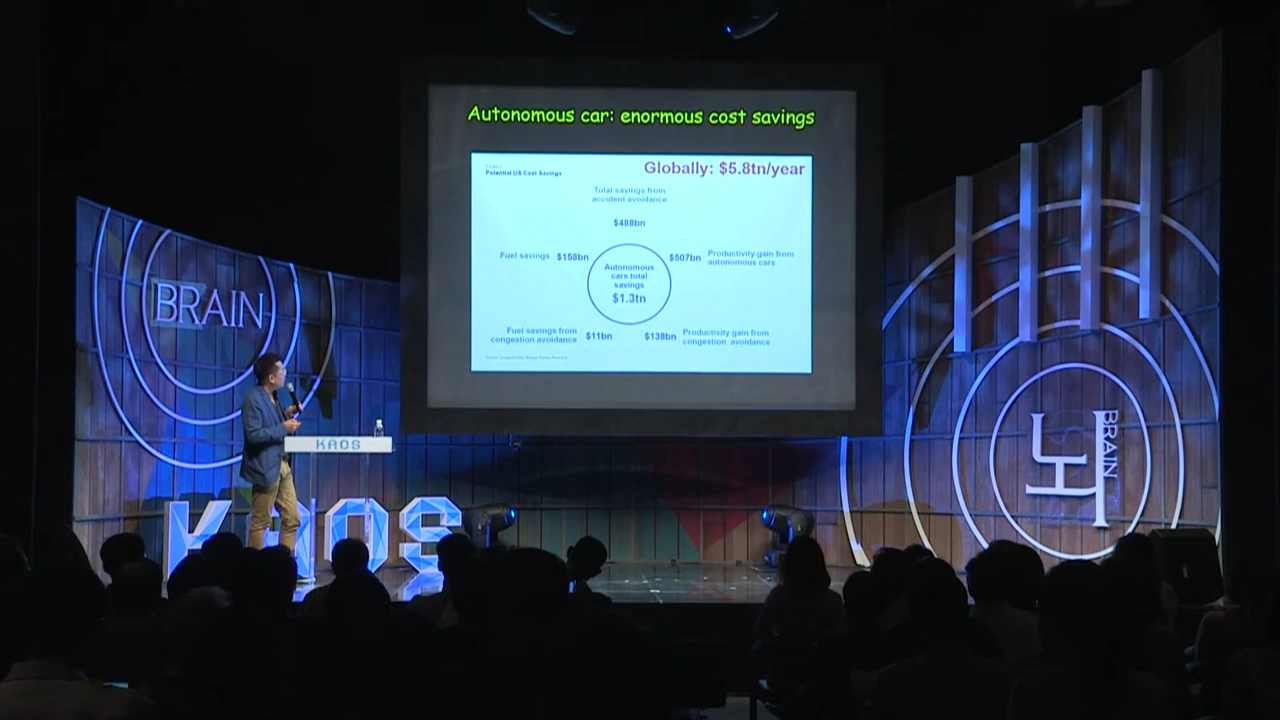 Autonomous car: enormous cost savings
Globally: $5.8tn/year
Potential US Cost Savings
Total savings from
accident avoidance
$488bn
Fuel savings $158bn
$507bn Productivity gain from
autonomous cars
Autonomous
cars total
savings
$1.3tn
Fuel savings from
congestion avoidance
$11bn
$138bn
Productivity gain from
congestion avoidance
BRAIN
KAOS
KAOS
뇌
BRAIN